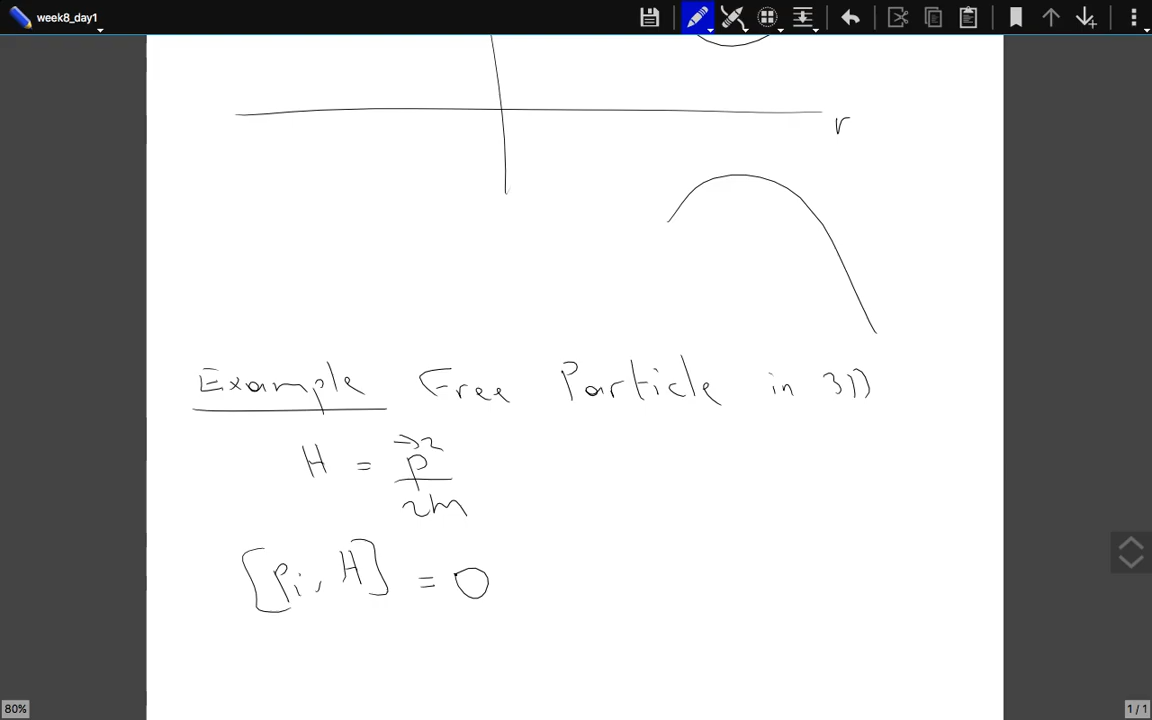 week8_day1
r
Example Free Particle in 3D
H = p⃗²/2m
[pi, H] = 0
80%
1/1